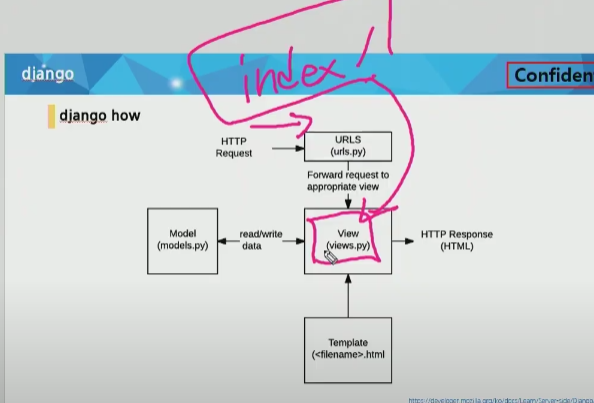 index
django
Confiden
django how
HTTP
Request
URLS
(urls.py)
Forward request to
appropriate view
Model
(models.py)
read/write
data
View
(views.py)
HTTP Response
(HTML)
Template
(<filename>.html
https://developer.mozilla.org/ko/docs/Learn/Server-side/Django